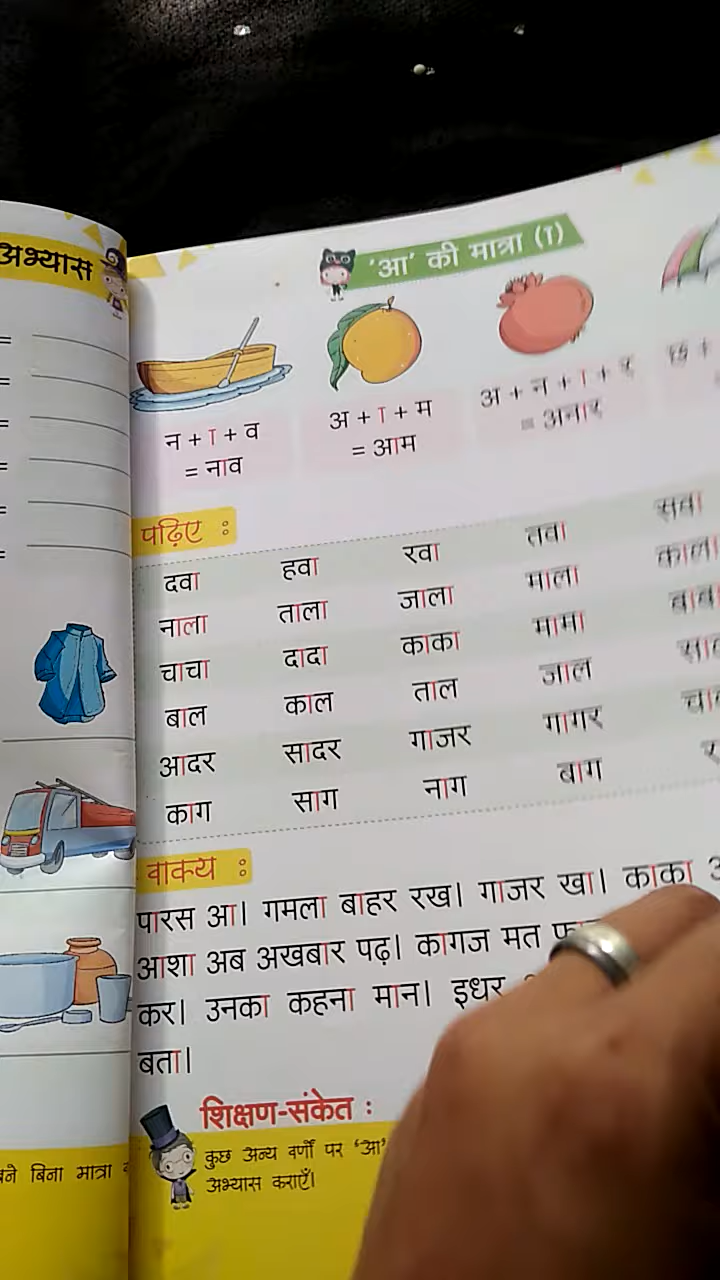 अभ्यास
'आ' की मात्रा (ा)
न + ा + व
= नाव
अ + ा + म
= आम
अ + न + ा + र
= अनार
पढ़िए :
दवा हवा रवा तवा
नाला ताला जाला माला काला
चाचा दादा काका मामा
बाल काल ताल जाल
आदर सादर गाजर गागर
काग साग नाग बाग
वाक्य :
पारस आ। गमला बाहर रख। गाजर खा। काका
आशा अब अखबार पढ़। कागज मत
कर। उनका कहना मान। इधर
बता।
शिक्षण-संकेत :
कुछ अन्य वर्णों पर 'आ'
अभ्यास कराएँ।
बिना मात्रा